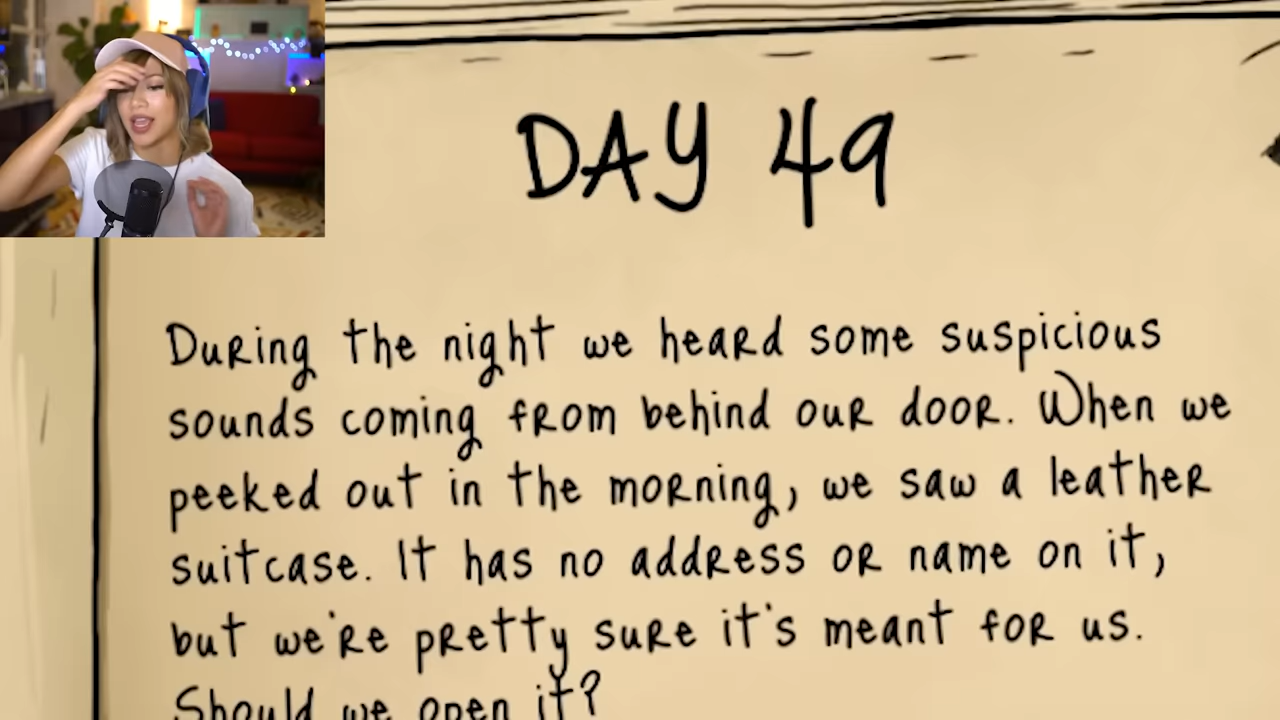 DAY 49
During the night we heard some suspicious
sounds coming from behind our door. When we
peeked out in the morning, we saw a leather
suitcase. It has no address or name on it,
but we're pretty sure it's meant for us.
Should we open it?